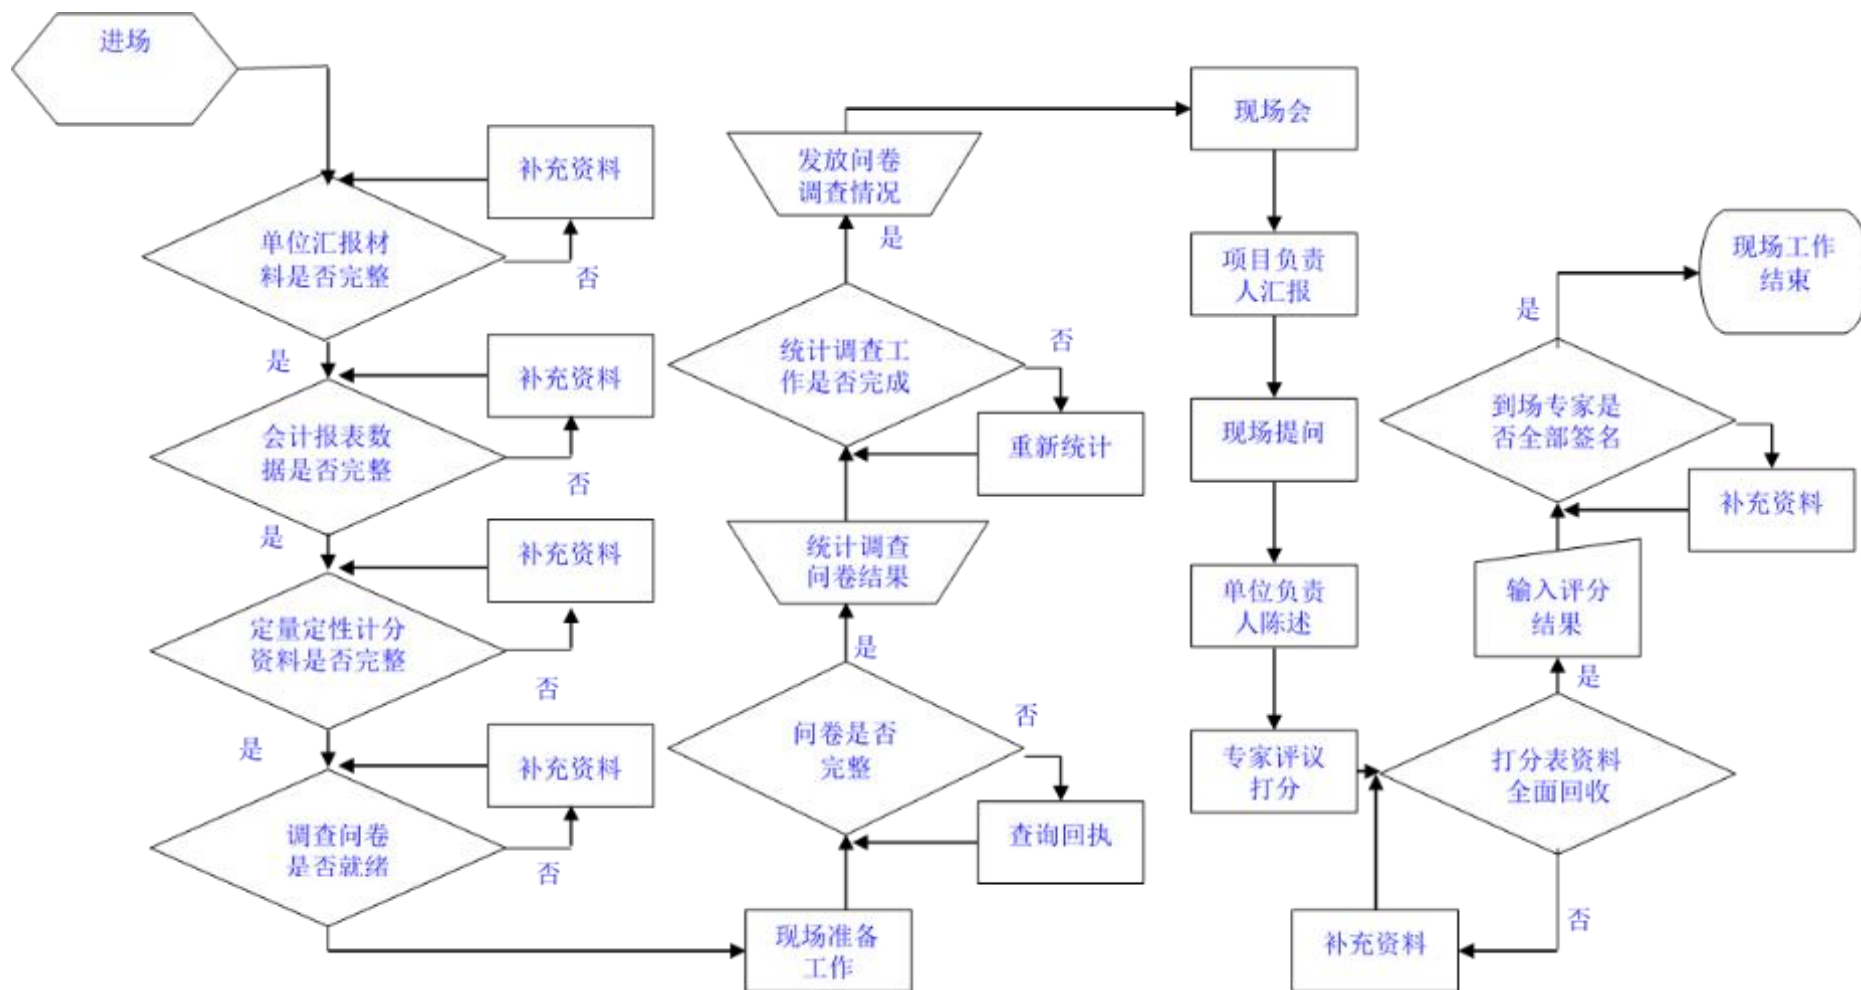 进场
补充资料
单位汇报材
料是否完整
否
是
补充资料
会计报表数
据是否完整
否
是
补充资料
定量定性计分
资料是否完整
否
是
补充资料
调查问卷
是否就绪
否
现场准备
工作
问卷是否
完整
否
查询回执
是
统计调查
问卷结果
统计调查工
作是否完成
否
重新统计
是
发放问卷
调查情况
现场会
项目负责
人汇报
现场提问
单位负责
人陈述
专家评议
打分
打分表资料
全面回收
否
补充资料
是
输入评分
结果
到场专家是
否全部签名
补充资料
是
现场工作
结束